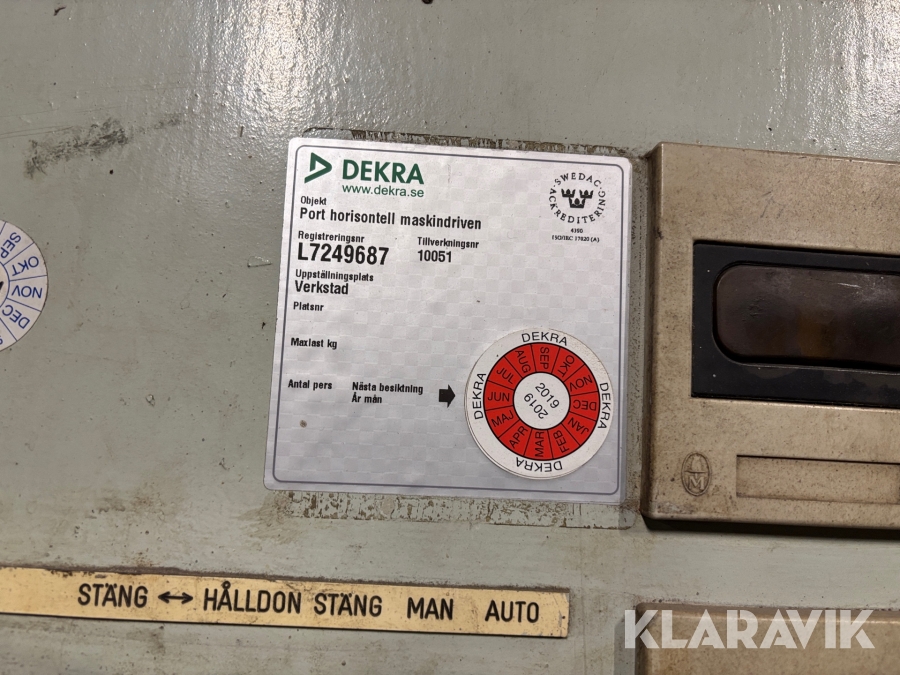 DEKRA
www.dekra.se
SWEDAC
ACKREDITERING
4190
ISO/IEC 17020 (A)
Objekt
Port horisontell maskindriven
Registreringsnr Tillverkningsnr
L7249687 10051
Uppställningsplats
Verkstad
Platsnr
Maxlast kg
Antal pers Nästa besiktning
År mån
DEKRA
DEKRA
DEKRA
DEKRA
JAN
FEB
MAR
APR
MAJ
JUN
JUL
AUG
SEP
OKT
NOV
DEC
2019
2019
SEP
OKT
NOV
DEC
M
STÄNG ↔ HÅLLDON STÄNG MAN AUTO
KLARAVIK